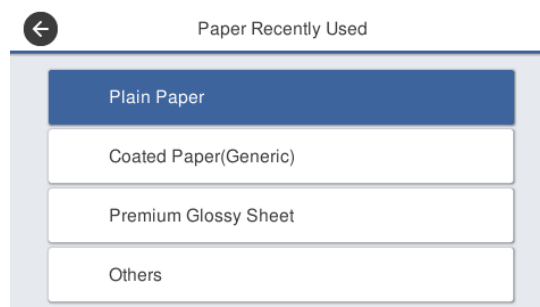 Paper Recently Used
Plain Paper
Coated Paper(Generic)
Premium Glossy Sheet
Others